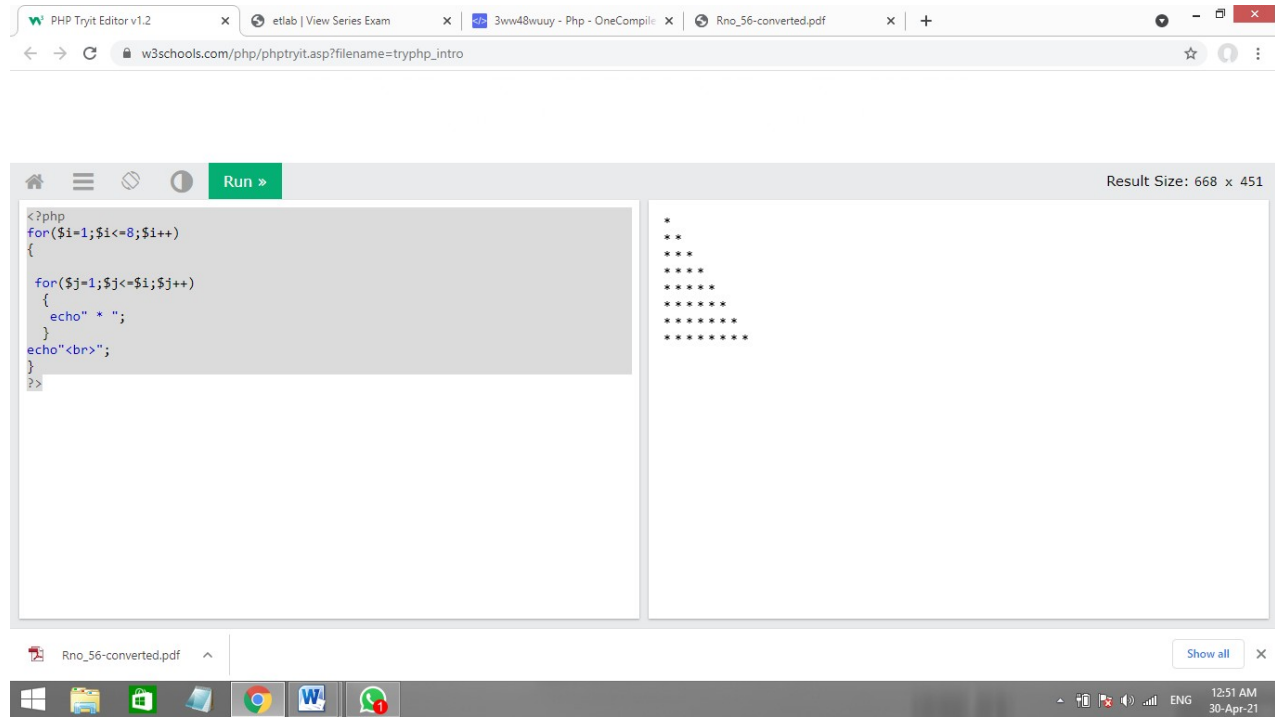 PHP Tryit Editor v1.2
etlab | View Series Exam
3ww48wuuy - Php - OneCompile
Rno_56-converted.pdf
w3schools.com/php/phptryit.asp?filename=tryphp_intro
Run »
Result Size: 668 x 451
<?php
for($i=1;$i<=8;$i++)
{
for($j=1;$j<=$i;$j++)
{
echo" * ";
}
echo"<br>";
}
?>
*
* *
* * *
* * * *
* * * * *
* * * * * *
* * * * * * *
* * * * * * * *
Rno_56-converted.pdf
Show all
W
1
ENG
12:51 AM
30-Apr-21